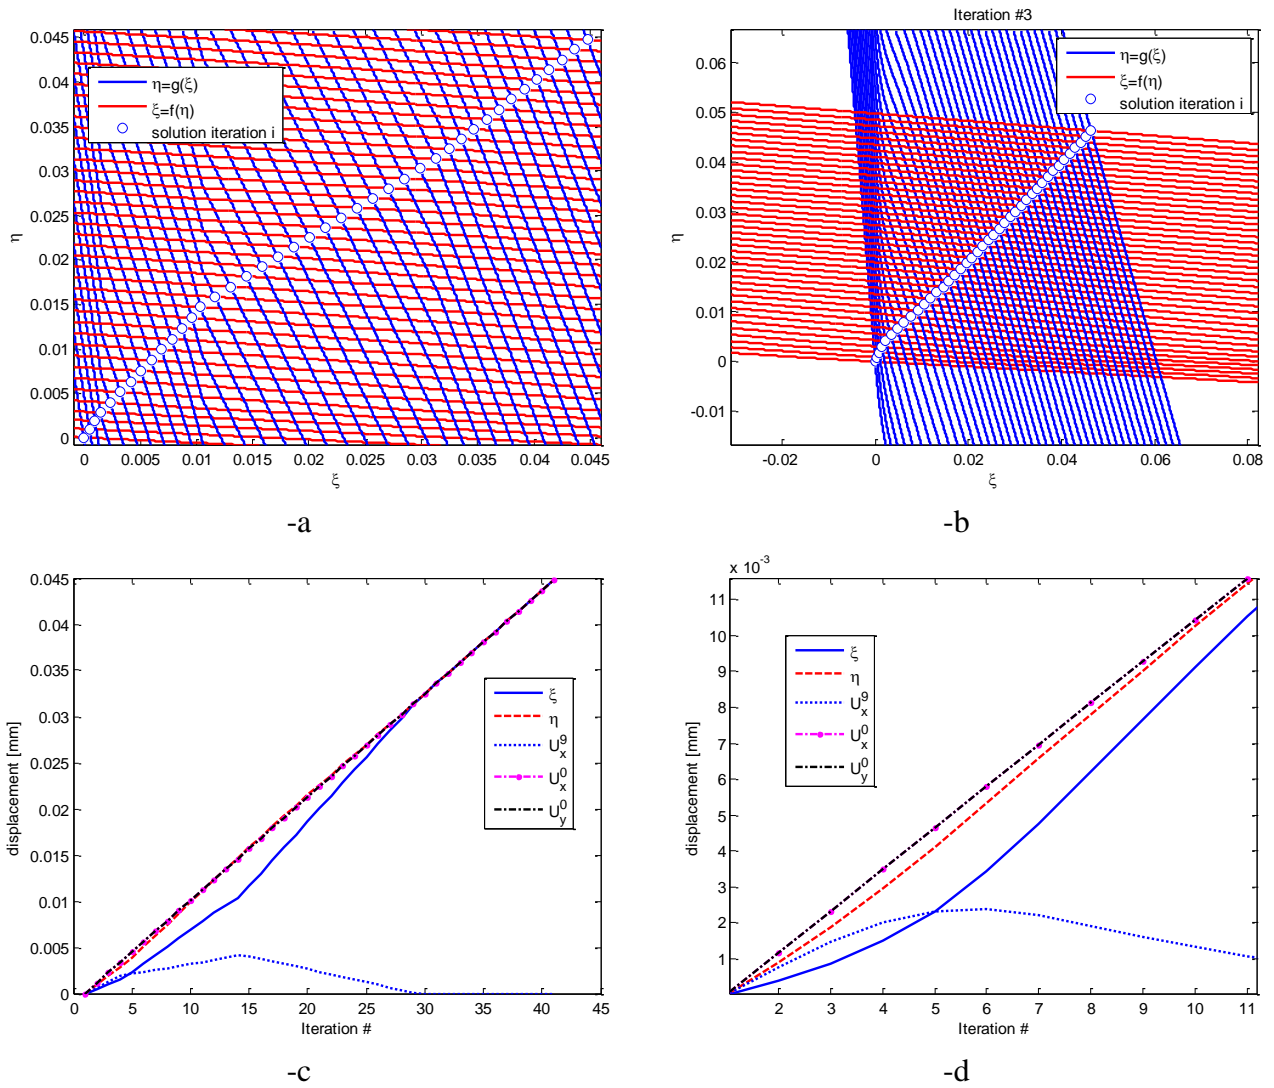 0.045
0.04
0.035
0.03
0.025
0.02
0.015
0.01
0.005
0
η
0 0.005 0.01 0.015 0.02 0.025 0.03 0.035 0.04 0.045
ξ
η=g(ξ)
ξ=f(η)
solution iteration i
-a
Iteration #3
0.06
0.05
0.04
0.03
0.02
0.01
0
-0.01
η
-0.02 0 0.02 0.04 0.06 0.08
ξ
η=g(ξ)
ξ=f(η)
solution iteration i
-b
0.045
0.04
0.035
0.03
0.025
0.02
0.015
0.01
0.005
0
displacement [mm]
0 5 10 15 20 25 30 35 40 45
Iteration #
ξ
η
U_x^9
U_x^0
U_y^0
-c
x 10^-3
11
10
9
8
7
6
5
4
3
2
1
displacement [mm]
2 3 4 5 6 7 8 9 10 11
Iteration #
ξ
η
U_x^9
U_x^0
U_y^0
-d